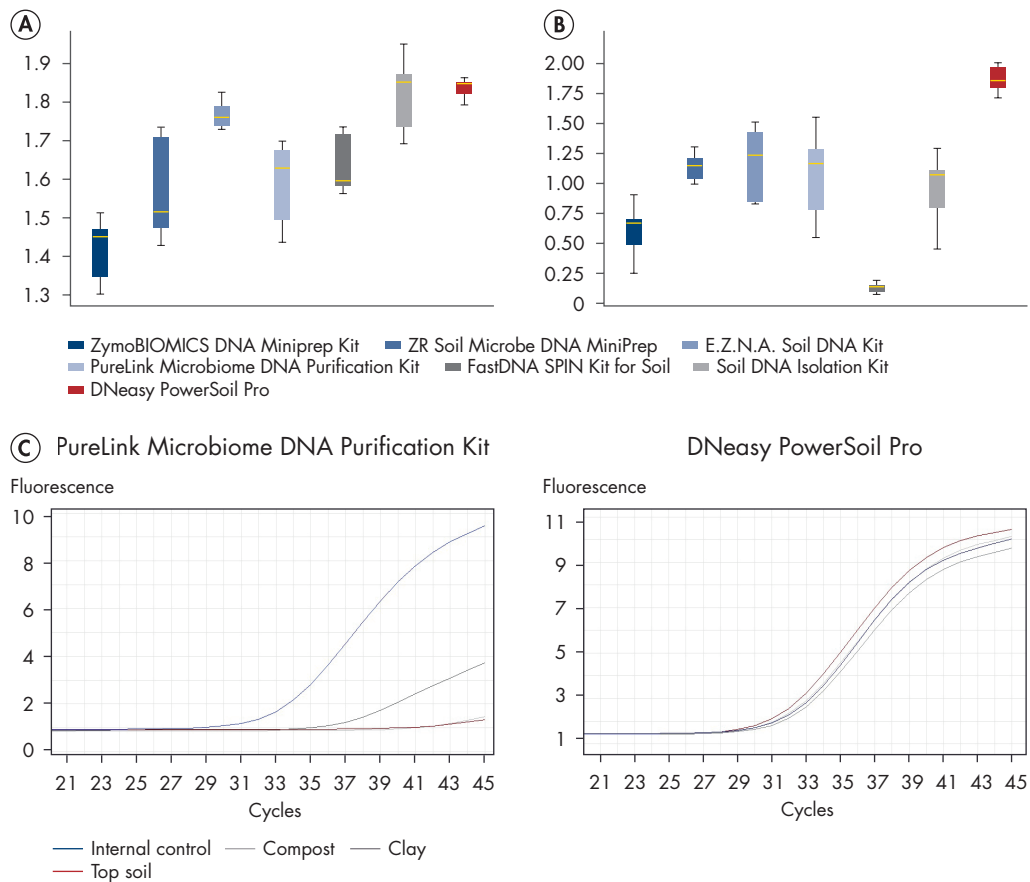 A
1.9
1.8
1.7
1.6
1.5
1.4
1.3
B
2.00
1.75
1.50
1.25
1.00
0.75
0.50
0.25
0
ZymoBIOMICS DNA Miniprep Kit ZR Soil Microbe DNA MiniPrep E.Z.N.A. Soil DNA Kit
PureLink Microbiome DNA Purification Kit FastDNA SPIN Kit for Soil Soil DNA Isolation Kit
DNeasy PowerSoil Pro
C PureLink Microbiome DNA Purification Kit
Fluorescence
10
8
6
4
2
0
21 23 25 27 29 31 33 35 37 39 41 43 45
Cycles
DNeasy PowerSoil Pro
Fluorescence
11
9
7
5
3
1
21 23 25 27 29 31 33 35 37 39 41 43 45
Cycles
Internal control Compost Clay
Top soil